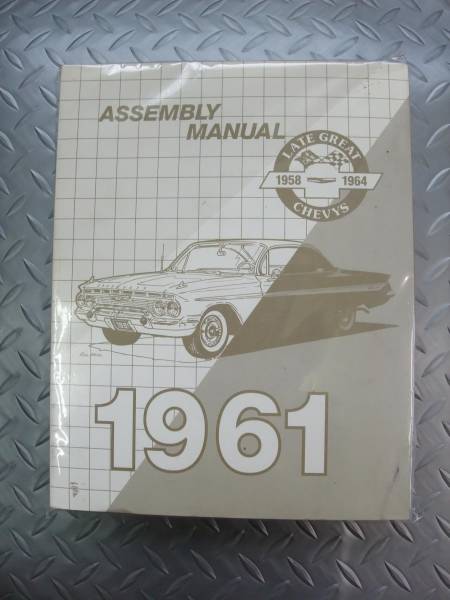 ASSEMBLY
MANUAL
LATE GREAT
1958 1964
CHEVYS
1961